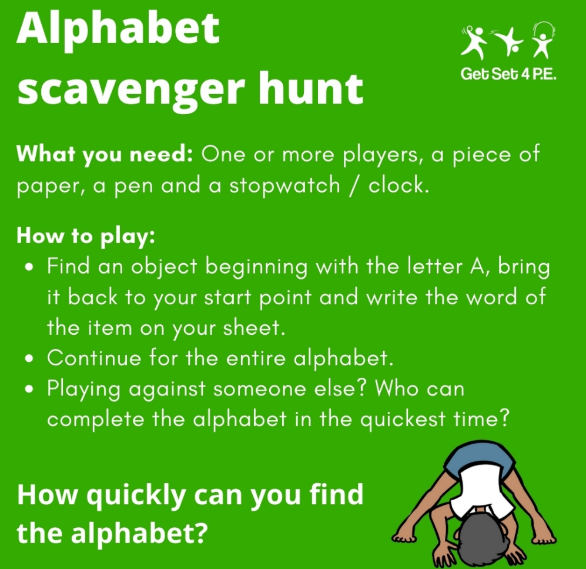 Alphabet
scavenger hunt
Get Set 4 P.E.
What you need: One or more players, a piece of
paper, a pen and a stopwatch / clock.
How to play:
• Find an object beginning with the letter A, bring
it back to your start point and write the word of
the item on your sheet.
• Continue for the entire alphabet.
• Playing against someone else? Who can
complete the alphabet in the quickest time?
How quickly can you find
the alphabet?